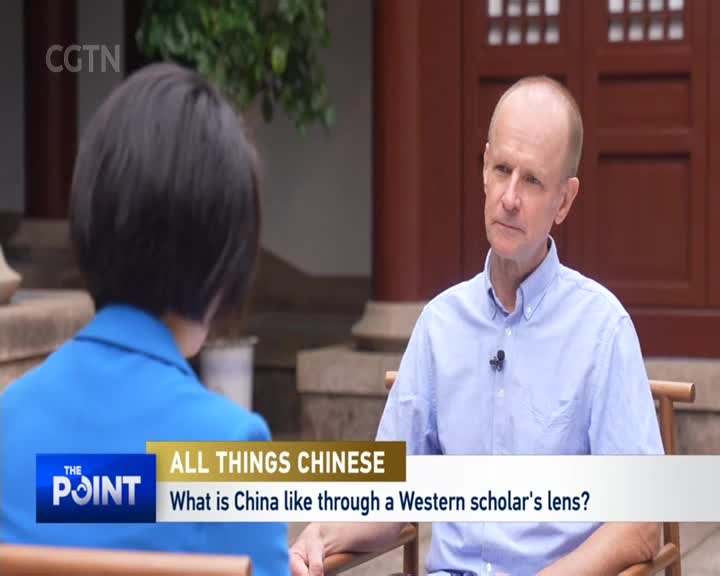 CGTN
ALL THINGS CHINESE
THE
POINT
What is China like through a Western scholar's lens?